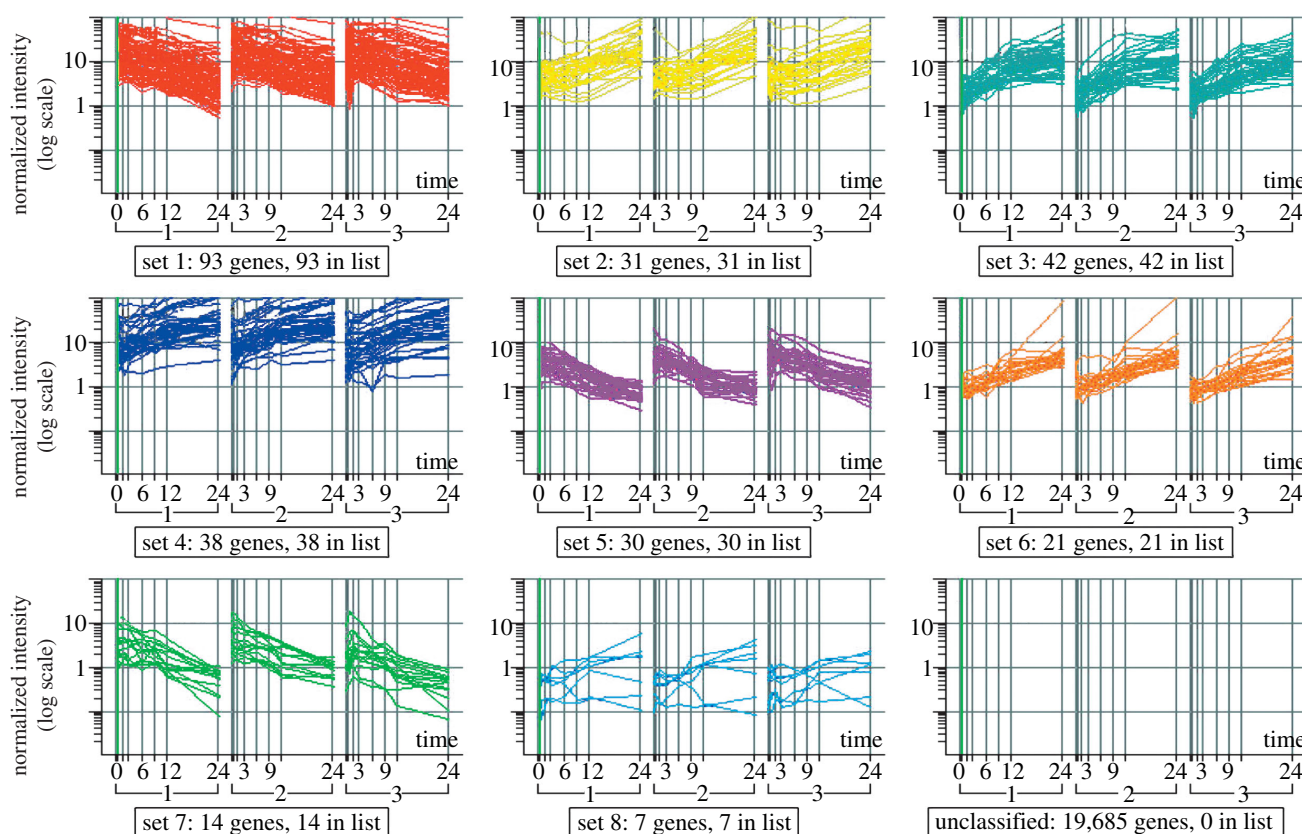 normalized intensity
(log scale)
10
1
time
0 6 12 24 3 9 24 3 9 24
1 2 3
set 1: 93 genes, 93 in list
10
1
time
0 6 12 24 3 9 24 3 9 24
1 2 3
set 2: 31 genes, 31 in list
10
1
time
0 6 12 24 3 9 24 3 9 24
1 2 3
set 3: 42 genes, 42 in list
normalized intensity
(log scale)
10
1
time
0 6 12 24 3 9 24 3 9 24
1 2 3
set 4: 38 genes, 38 in list
10
1
time
0 6 12 24 3 9 24 3 9 24
1 2 3
set 5: 30 genes, 30 in list
10
1
time
0 6 12 24 3 9 24 3 9 24
1 2 3
set 6: 21 genes, 21 in list
normalized intensity
(log scale)
10
1
time
0 6 12 24 3 9 24 3 9 24
1 2 3
set 7: 14 genes, 14 in list
10
1
time
0 6 12 24 3 9 24 3 9 24
1 2 3
set 8: 7 genes, 7 in list
10
1
time
0 6 12 24 3 9 24 3 9 24
1 2 3
unclassified: 19,685 genes, 0 in list